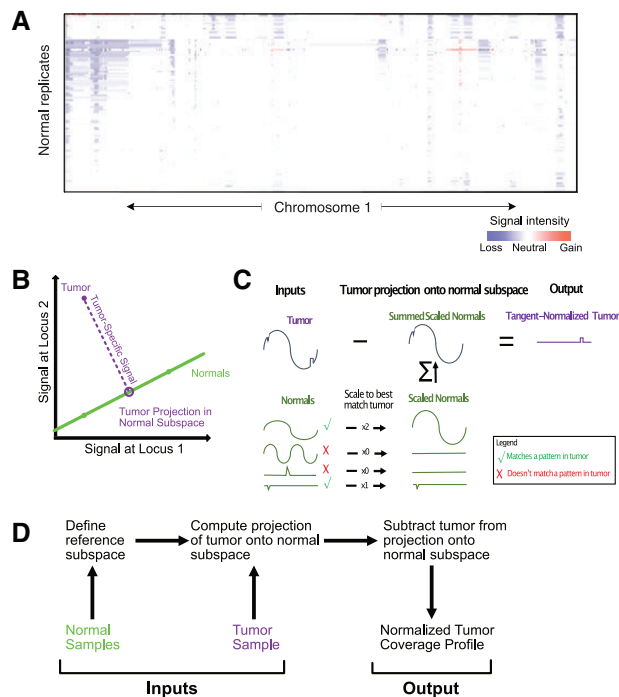 A
Normal replicates
Chromosome 1
Signal intensity
Loss Neutral Gain
B
Signal at Locus 2
Tumor
Tumor-Specific Signal
Normals
Tumor Projection in
Normal Subspace
Signal at Locus 1
C
Inputs
Tumor projection onto normal subspace
Output
Tumor
Summed Scaled Normals
Tangent–Normalized Tumor
–
=
Σ
Normals
Scale to best
match tumor
Scaled Normals
√
x2
X
x0
X
x0
√
x1
Legend
√ Matches a pattern in tumor
X Doesn't match a pattern in tumor
D
Define
reference
subspace
Compute projection
of tumor onto normal
subspace
Subtract tumor from
projection onto
normal subspace
Normal
Samples
Tumor
Sample
Normalized Tumor
Coverage Profile
Inputs
Output